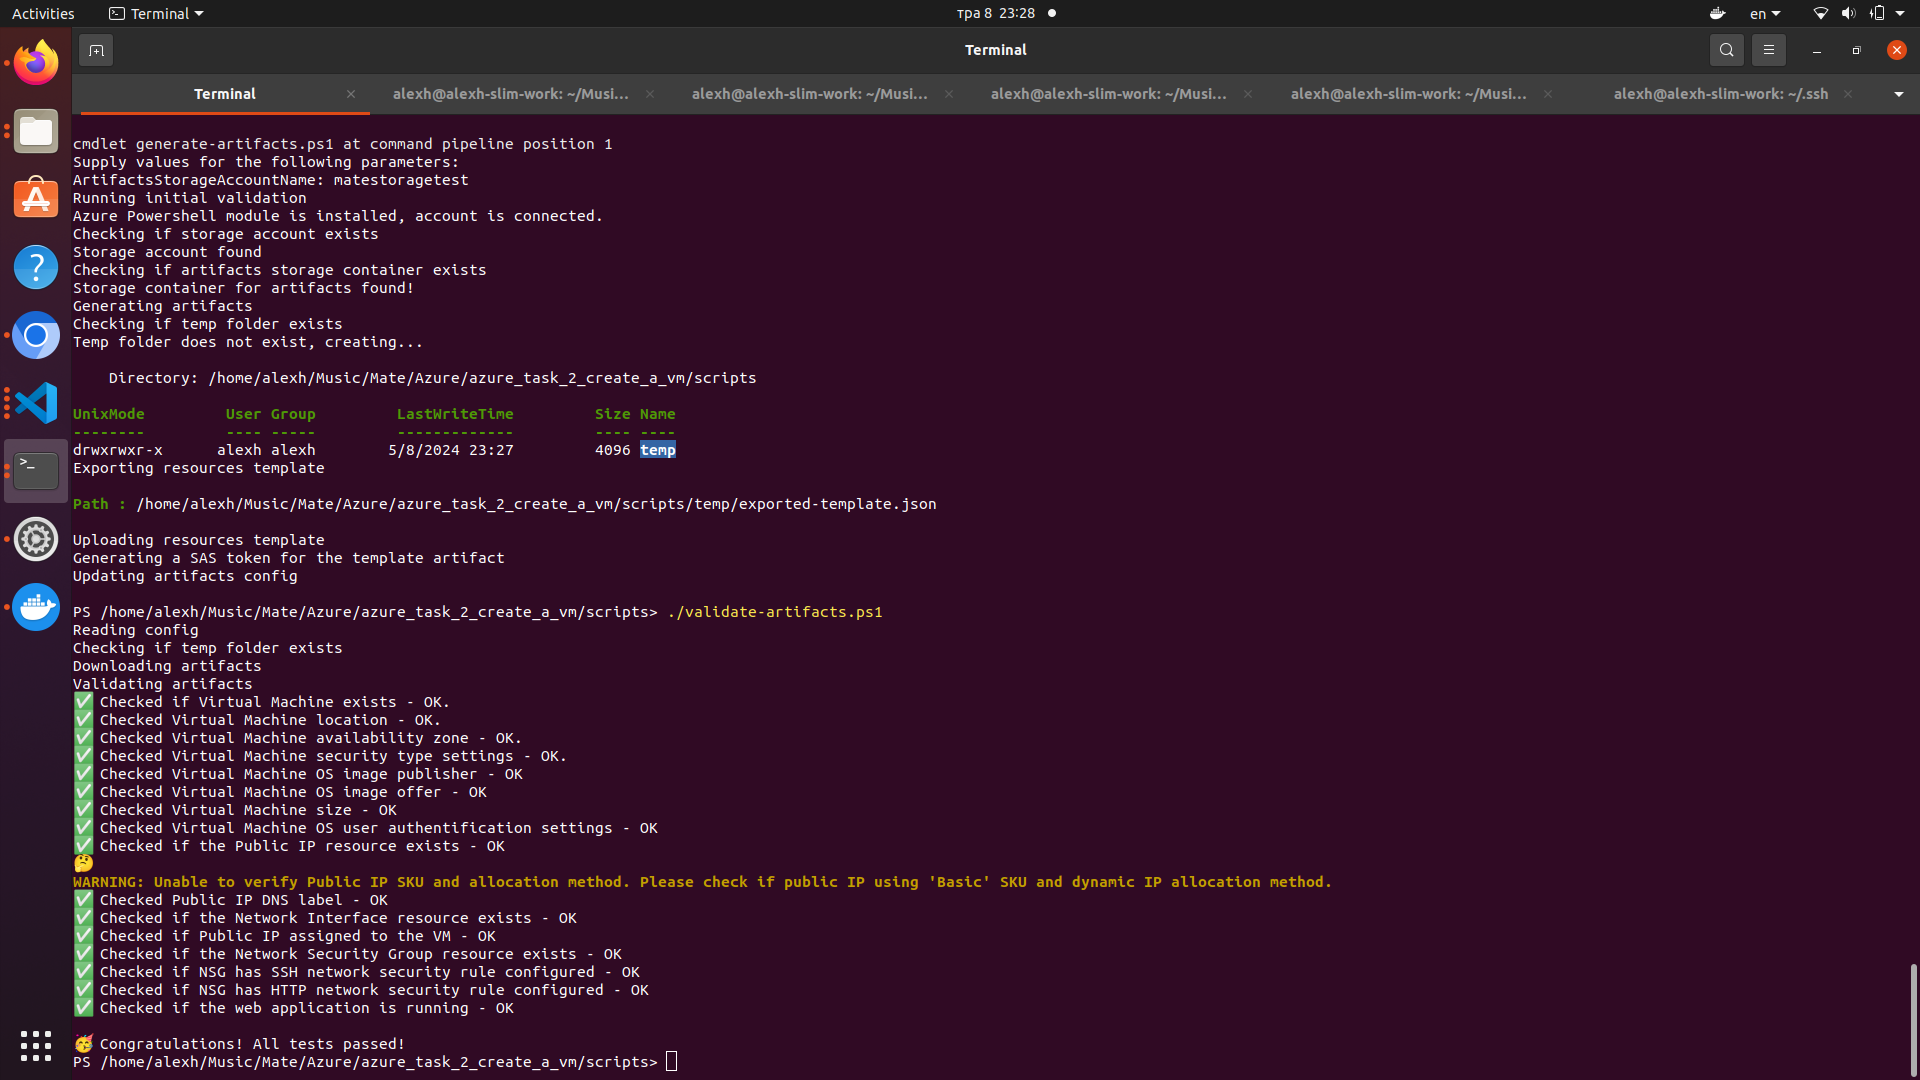 Activities
Terminal
тра 8 23:28
en
Terminal
Terminal
alexh@alexh-slim-work: ~/Musi...
alexh@alexh-slim-work: ~/Musi...
alexh@alexh-slim-work: ~/Musi...
alexh@alexh-slim-work: ~/Musi...
alexh@alexh-slim-work: ~/.ssh
cmdlet generate-artifacts.ps1 at command pipeline position 1
Supply values for the following parameters:
ArtifactsStorageAccountName: matestoragetest
Running initial validation
Azure Powershell module is installed, account is connected.
Checking if storage account exists
Storage account found
Checking if artifacts storage container exists
Storage container for artifacts found!
Generating artifacts
Checking if temp folder exists
Temp folder does not exist, creating...
Directory: /home/alexh/Music/Mate/Azure/azure_task_2_create_a_vm/scripts
UnixMode         User Group         LastWriteTime         Size Name
--------         ---- -----         -------------         ---- ----
drwxrwxr-x      alexh alexh        5/8/2024 23:27         4096 temp
Exporting resources template
Path : /home/alexh/Music/Mate/Azure/azure_task_2_create_a_vm/scripts/temp/exported-template.json
Uploading resources template
Generating a SAS token for the template artifact
Updating artifacts config
PS /home/alexh/Music/Mate/Azure/azure_task_2_create_a_vm/scripts> ./validate-artifacts.ps1
Reading config
Checking if temp folder exists
Downloading artifacts
Validating artifacts
✅ Checked if Virtual Machine exists - OK.
✅ Checked Virtual Machine location - OK.
✅ Checked Virtual Machine availability zone - OK.
✅ Checked Virtual Machine security type settings - OK.
✅ Checked Virtual Machine OS image publisher - OK
✅ Checked Virtual Machine OS image offer - OK
✅ Checked Virtual Machine size - OK
✅ Checked Virtual Machine OS user authentification settings - OK
✅ Checked if the Public IP resource exists - OK
🤔
WARNING: Unable to verify Public IP SKU and allocation method. Please check if public IP using 'Basic' SKU and dynamic IP allocation method.
✅ Checked Public IP DNS label - OK
✅ Checked if the Network Interface resource exists - OK
✅ Checked if Public IP assigned to the VM - OK
✅ Checked if the Network Security Group resource exists - OK
✅ Checked if NSG has SSH network security rule configured - OK
✅ Checked if NSG has HTTP network security rule configured - OK
✅ Checked if the web application is running - OK
🥳 Congratulations! All tests passed!
PS /home/alexh/Music/Mate/Azure/azure_task_2_create_a_vm/scripts>